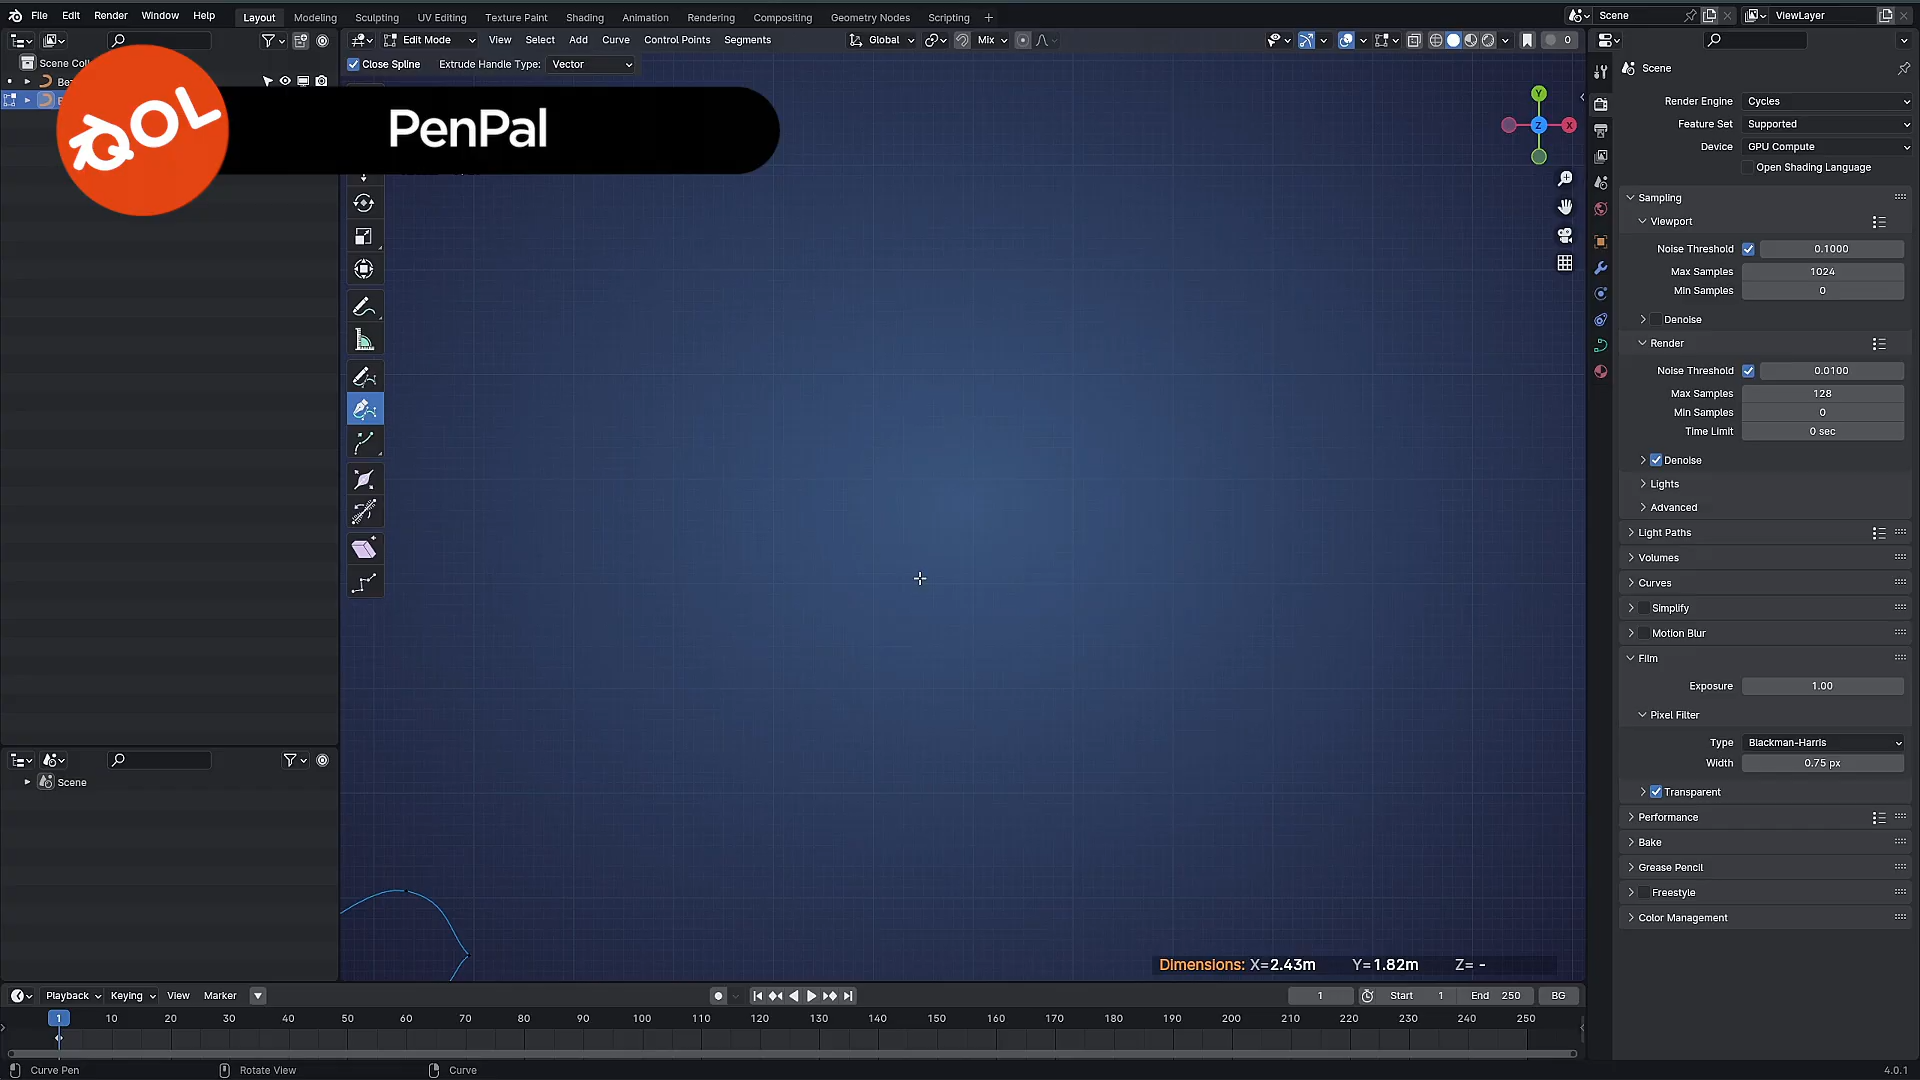 File Edit Render Window Help Layout Modeling Sculpting UV Editing Texture Paint Shading Animation Rendering Compositing Geometry Nodes Scripting + Scene ViewLayer
Edit Mode View Select Add Curve Control Points Segments Global Mix 0
Close Spline Extrude Handle Type: Vector
Scene Coll
Be
QOL
PenPal
Y
Z
X
Scene
Render Engine Cycles
Feature Set Supported
Device GPU Compute
Open Shading Language
Sampling
Viewport
Noise Threshold 0.1000
Max Samples 1024
Min Samples 0
Denoise
Render
Noise Threshold 0.0100
Max Samples 128
Min Samples 0
Time Limit 0 sec
Denoise
Lights
Advanced
Light Paths
Volumes
Curves
Simplify
Motion Blur
Film
Exposure 1.00
Pixel Filter
Type Blackman-Harris
Width 0.75 px
Transparent
Performance
Bake
Grease Pencil
Freestyle
Color Management
Scene
Dimensions: X=2.43m Y=1.82m Z= -
Playback Keying View Marker 1 Start 1 End 250 BG
1 10 20 30 40 50 60 70 80 90 100 110 120 130 140 150 160 170 180 190 200 210 220 230 240 250
Curve Pen Rotate View Curve 4.0.1